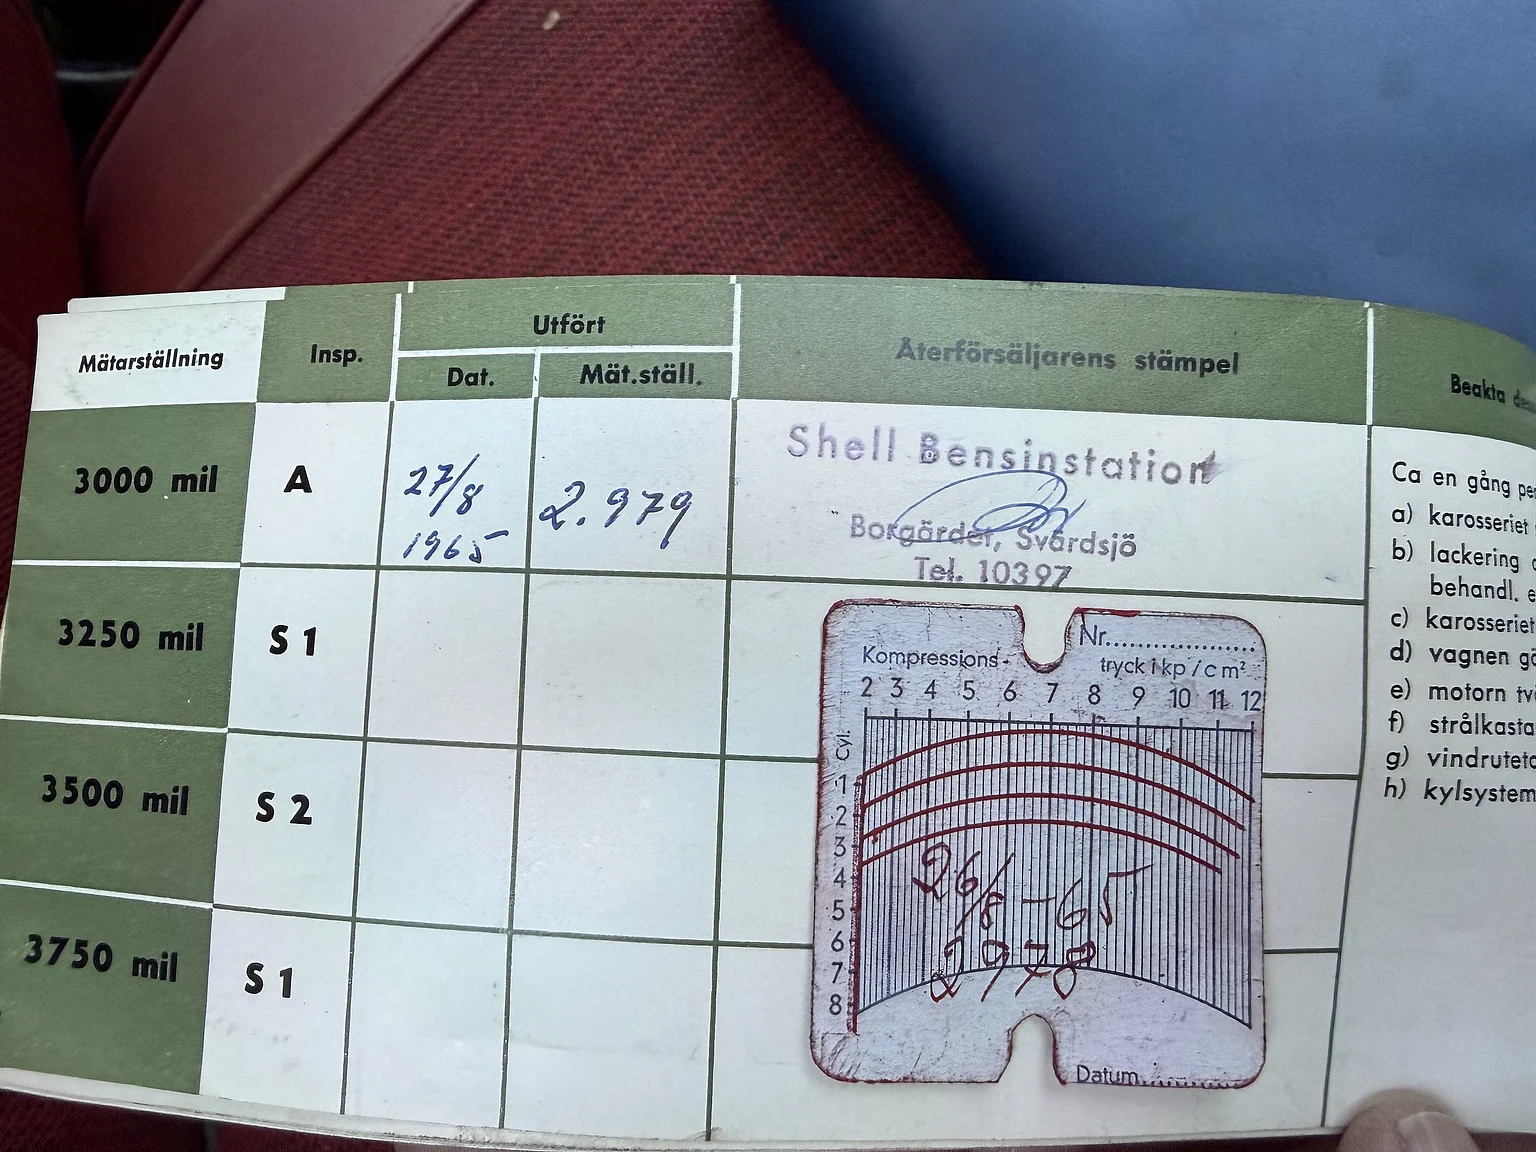 Mätarställning
Insp.
Utfört
Dat.
Mät.ställ.
Återförsäljarens stämpel
Beakta
3000 mil
A
27/8
1965
2.979
Shell Bensinstation
Borgärdet, Svärdsjö
Tel. 10397
3250 mil
S 1
3500 mil
S 2
3750 mil
S 1
Nr.
Kompressions-
tryck i kp / cm²
2 3 4 5 6 7 8 9 10 11 12
Cyl.
1
2
3
4
5
6
7
8
26/8-65
2978
Datum
Ca en gång
a) karosseriet
b) lackering
behandl.
c) karosseriet
d) vagnen
e) motorn
f)
g)
h) kylsystem